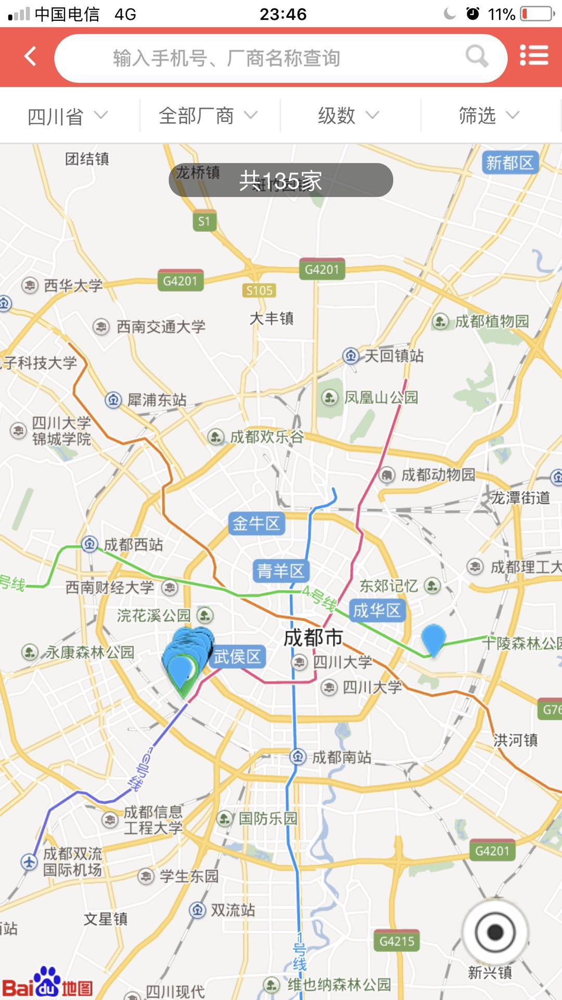 中国电信 4G 23:46 11%
输入手机号、厂商名称查询
四川省 全部厂商 级数 筛选
团结镇
新都区
龙桥镇
共135家
S1
G4201
G4201
西华大学
S105
大丰镇
成都植物园
西南交通大学
天回镇站
子科技大学
凤凰山公园
犀浦东站
四川大学
锦城学院
成都欢乐谷
成都动物园
龙潭街道
金牛区
成都西站
青羊区
成都理工大
号线
西南财经大学
东郊记忆
4号线
成华区
浣花溪公园
成都市
十陵森林公园
永康森林公园
武侯区
四川大学
四川大学
G76
洪河镇
成都南站
10号线
成都信息
工程大学
国防乐园
G4201
成都双流
国际机场
学生东园
双流站
文星镇
站
G4215
1号线
新兴镇
Bai du 地图
四川现代
维也纳森林公园